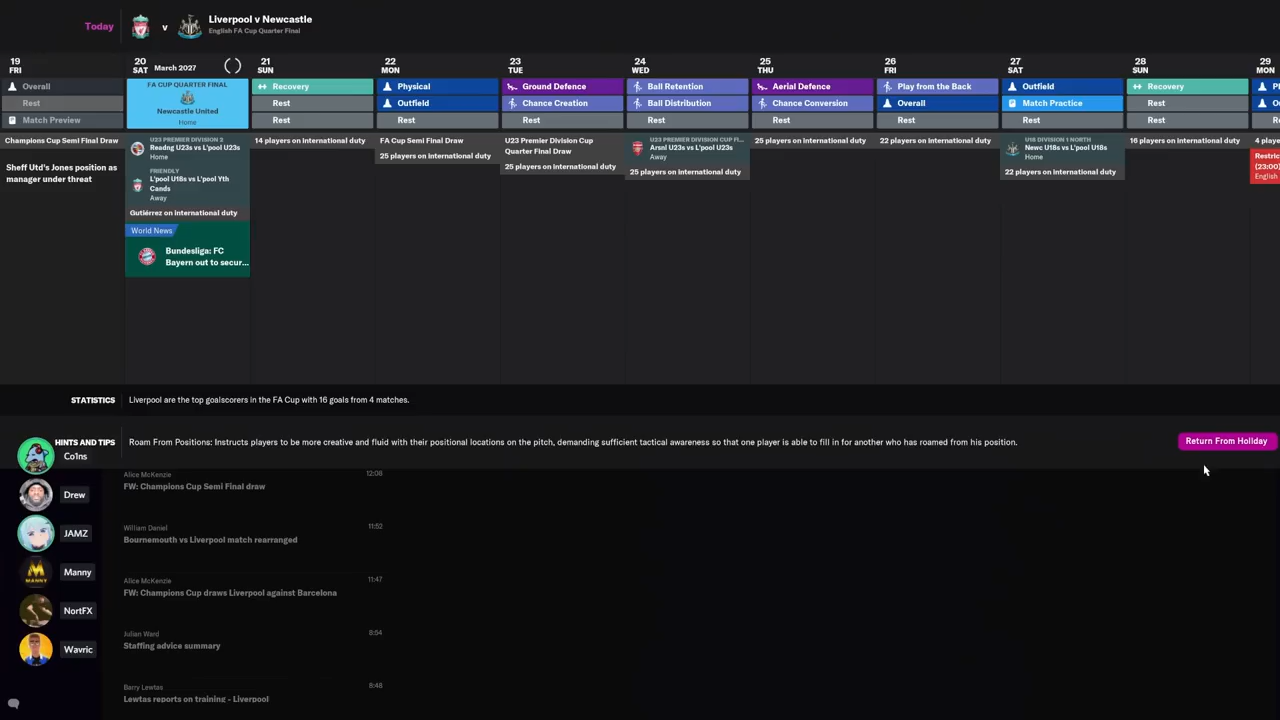 Today
v
Liverpool v Newcastle
English FA Cup Quarter Final
19
FRI
20
SAT
March 2027
21
SUN
22
MON
23
TUE
24
WED
25
THU
26
FRI
27
SAT
28
SUN
29
MON
Overall
Rest
Match Preview
FA CUP QUARTER FINAL
Newcastle United
Home
Recovery
Rest
Rest
Physical
Outfield
Rest
Ground Defence
Chance Creation
Rest
Ball Retention
Ball Distribution
Rest
Aerial Defence
Chance Conversion
Rest
Play from the Back
Overall
Rest
Outfield
Match Practice
Rest
Recovery
Rest
Rest
Champions Cup Semi Final Draw
Sheff Utd's Jones position as
manager under threat
U23 PREMIER DIVISION 2
Readng U23s vs L'pool U23s
Home
FRIENDLY
L'pool U18s vs L'pool Yth
Cands
Away
Gutiérrez on international duty
World News
Bundesliga: FC
Bayern out to secur...
14 players on international duty
FA Cup Semi Final Draw
25 players on international duty
U23 Premier Division Cup
Quarter Final Draw
25 players on international duty
U23 PREMIER DIVISION CUP FI...
Arsnl U23s vs L'pool U23s
Away
25 players on international duty
25 players on international duty
22 players on international duty
U18 DIVISION 1 NORTH
Newc U18s vs L'pool U18s
Home
22 players on international duty
16 players on international duty
4 playe
Restric
(23:00)
English
STATISTICS
Liverpool are the top goalscorers in the FA Cup with 16 goals from 4 matches.
HINTS AND TIPS
Roam From Positions: Instructs players to be more creative and fluid with their positional locations on the pitch, demanding sufficient tactical awareness so that one player is able to fill in for another who has roamed from his position.
Return From Holiday
Co1ns
Drew
JAMZ
MANNY
Manny
NortFX
Wavric
Alice McKenzie
12:08
FW: Champions Cup Semi Final draw
William Daniel
11:52
Bournemouth vs Liverpool match rearranged
Alice McKenzie
11:47
FW: Champions Cup draws Liverpool against Barcelona
Julian Ward
8:54
Staffing advice summary
Barry Lewtas
8:48
Lewtas reports on training - Liverpool